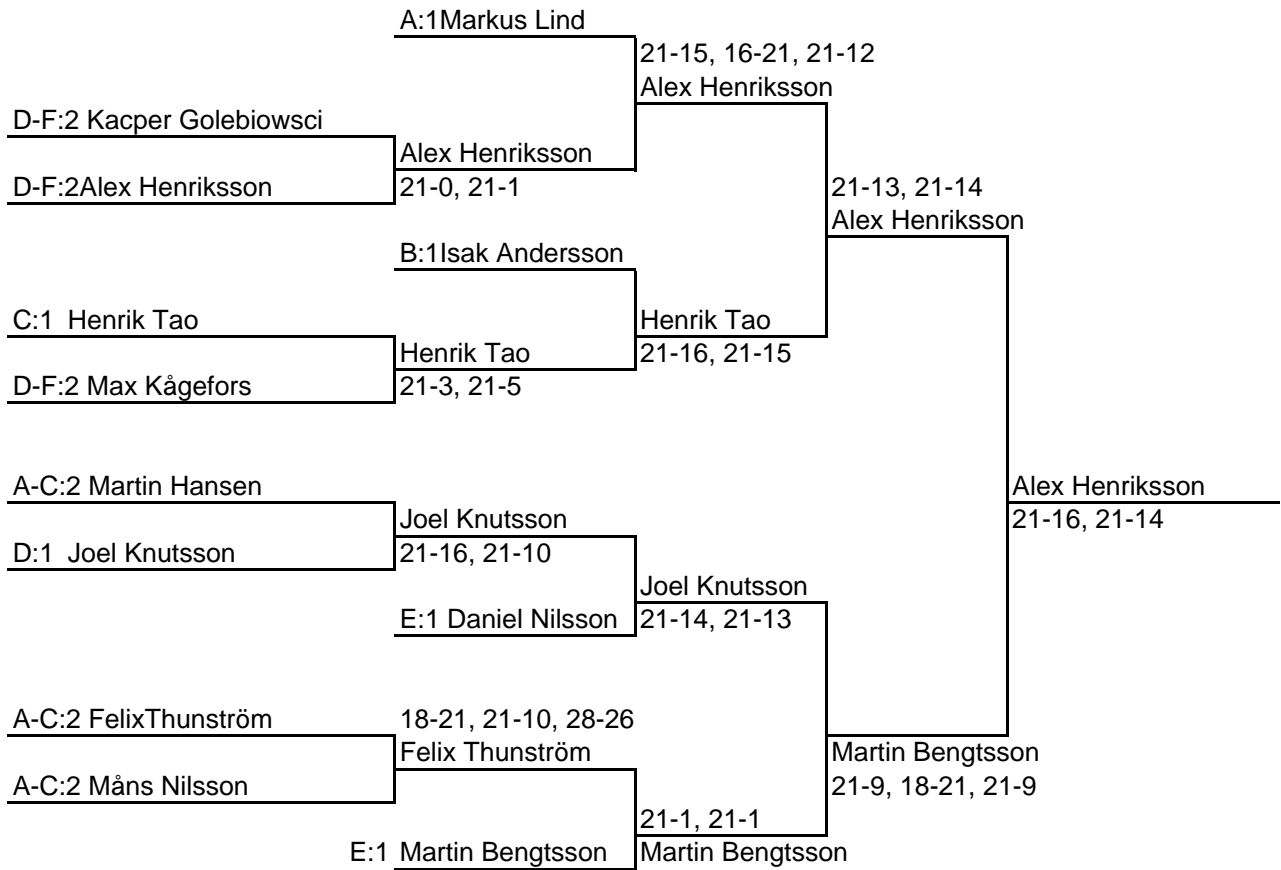 A:1Markus Lind
21-15, 16-21, 21-12
Alex Henriksson
D-F:2 Kacper Golebiowsci
Alex Henriksson
D-F:2Alex Henriksson
21-0, 21-1
21-13, 21-14
Alex Henriksson
B:1Isak Andersson
C:1 Henrik Tao
Henrik Tao
Henrik Tao
21-16, 21-15
D-F:2 Max Kågefors
21-3, 21-5
A-C:2 Martin Hansen
Alex Henriksson
Joel Knutsson
21-16, 21-14
D:1 Joel Knutsson
21-16, 21-10
Joel Knutsson
E:1 Daniel Nilsson
21-14, 21-13
A-C:2 FelixThunström
18-21, 21-10, 28-26
Felix Thunström
Martin Bengtsson
A-C:2 Måns Nilsson
21-9, 18-21, 21-9
21-1, 21-1
E:1 Martin Bengtsson
Martin Bengtsson